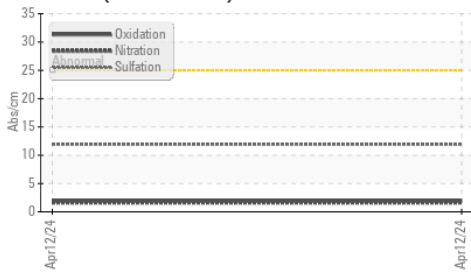 35
30
25
20
15
10
5
0
Abs/cm
Oxidation
Nitration
Abnormal
Sulfation
Apr12/24
Apr12/24